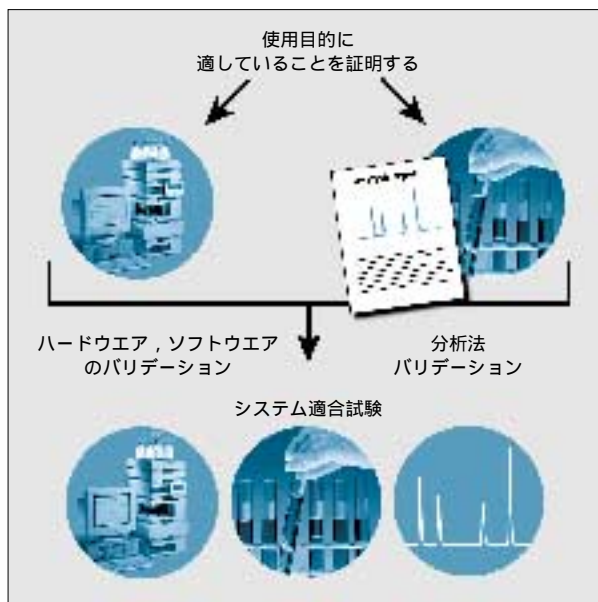 使用目的に
適していることを証明する
ハードウエア，ソフトウエア
のバリデーション
分析法
バリデーション
システム適合試験